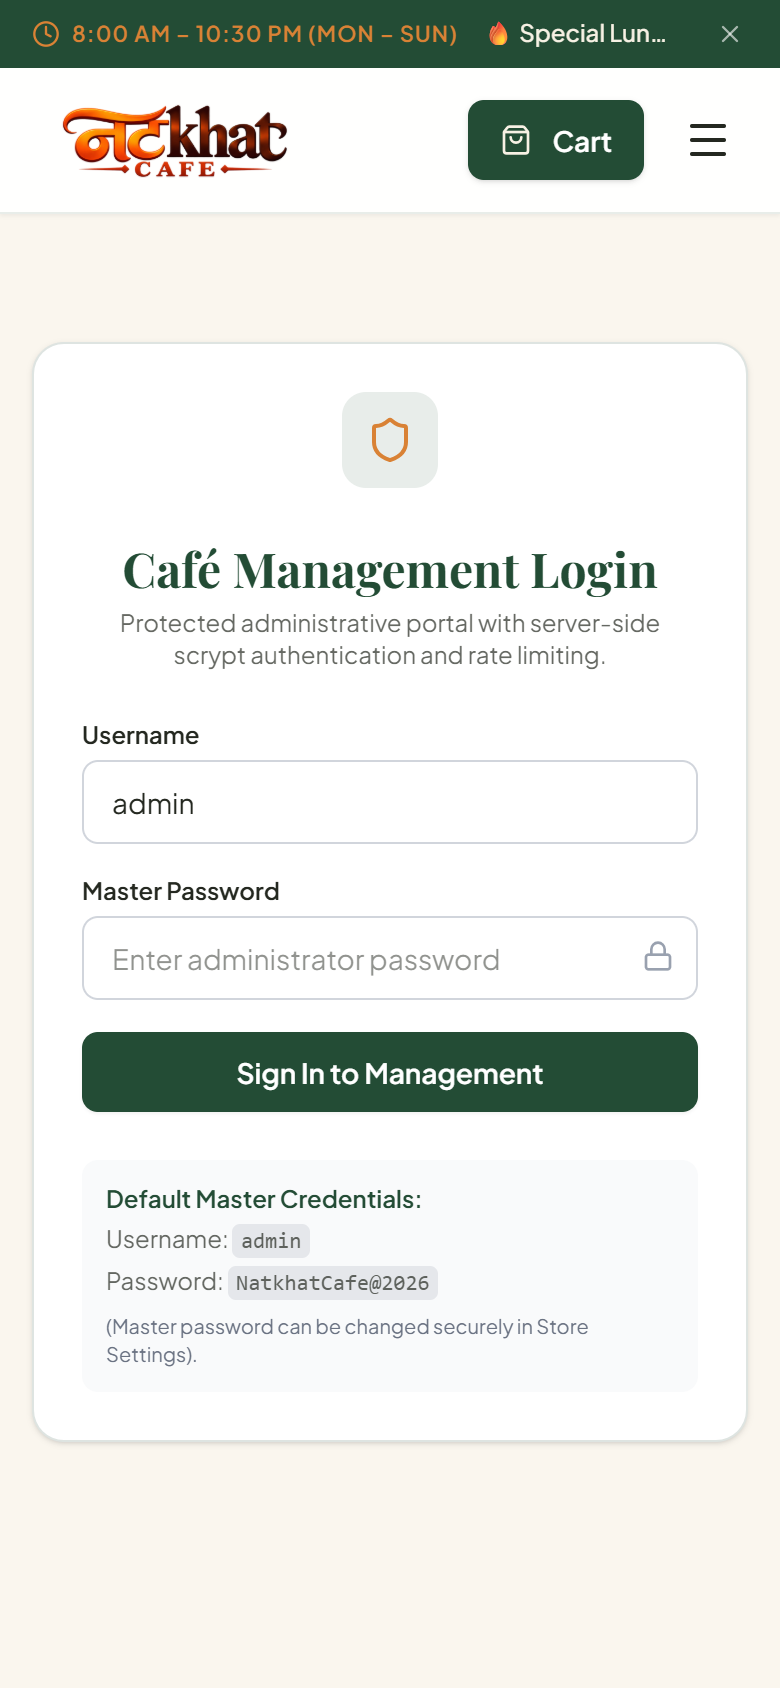 8:00 AM – 10:30 PM (MON – SUN) 🔥 Special Lun...
नटkhat
CAFE
Cart
Café Management Login
Protected administrative portal with server-side
scrypt authentication and rate limiting.
Username
admin
Master Password
Enter administrator password
Sign In to Management
Default Master Credentials:
Username: admin
Password: NatkhatCafe@2026
(Master password can be changed securely in Store
Settings).